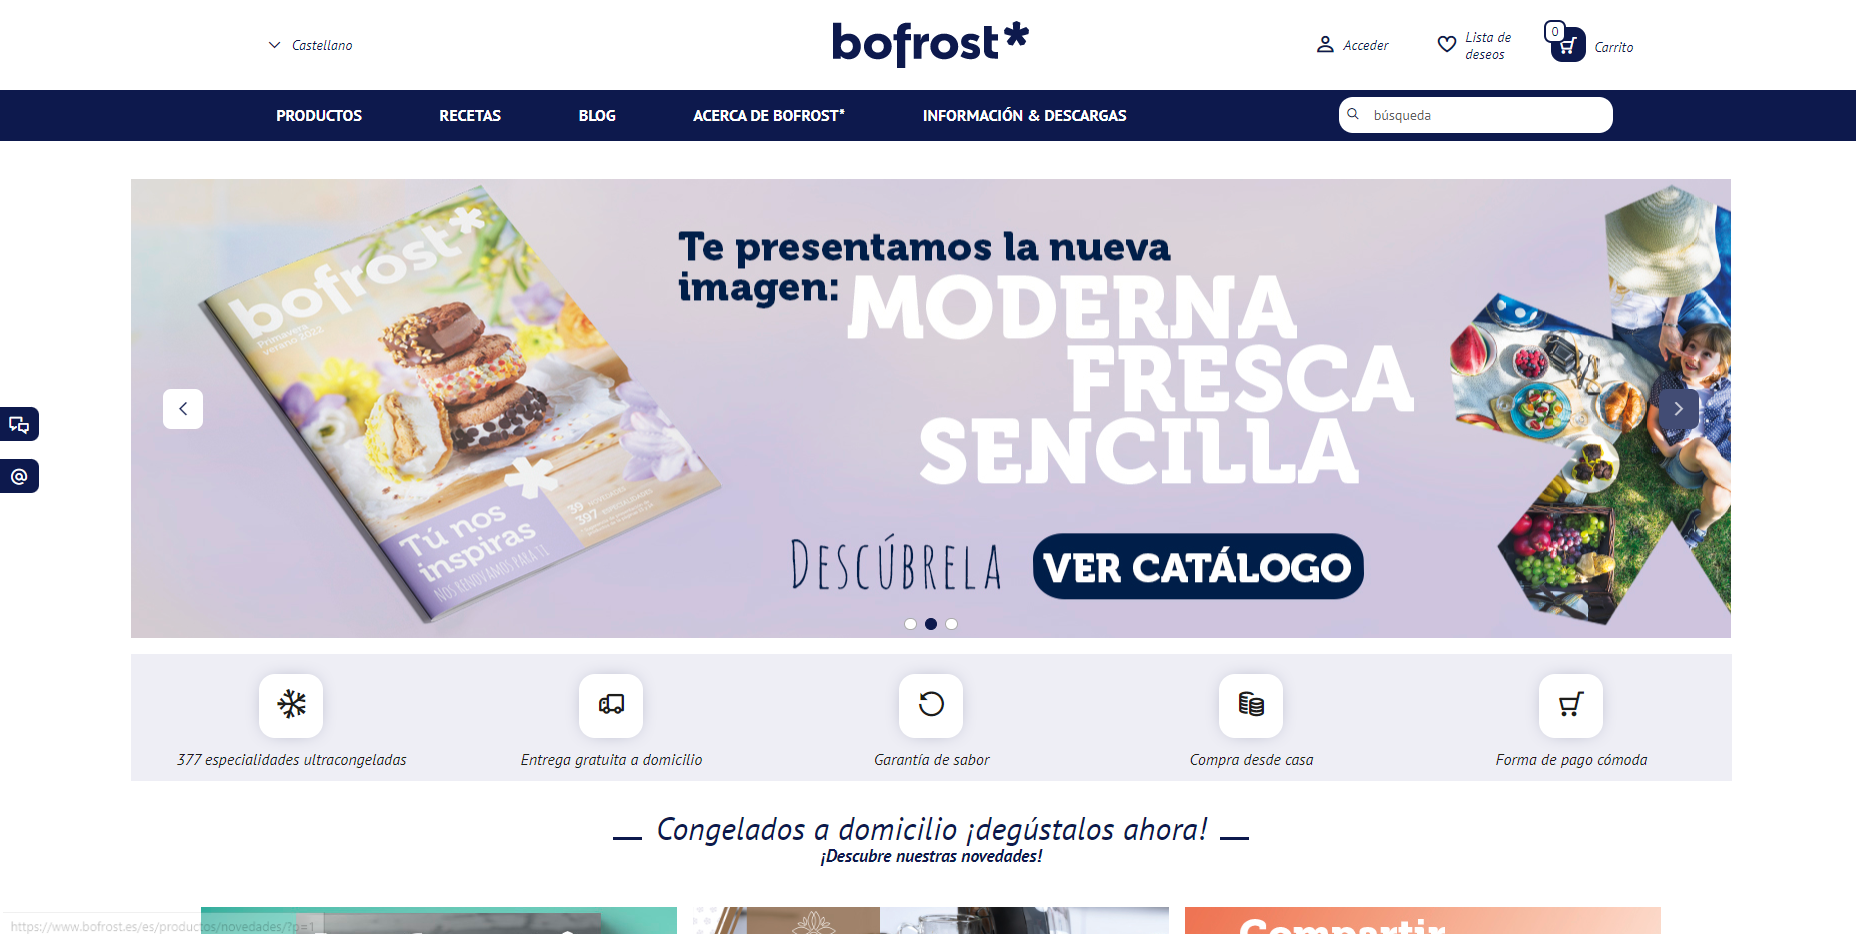 Castellano
bofrost*
Acceder
Lista de
deseos
0
Carrito
PRODUCTOS
RECETAS
BLOG
ACERCA DE BOFROST*
INFORMACIÓN & DESCARGAS
búsqueda
bofrost*
Primavera
verano 2022
39 NOVEDADES
397 ESPECIALIDADES
Tú nos
inspiras
NOS RENOVAMOS PARA TI
Te presentamos la nueva
imagen:
MODERNA
FRESCA
SENCILLA
DESCÚBRELA
VER CATÁLOGO
377 especialidades ultracongeladas
Entrega gratuita a domicilio
Garantía de sabor
Compra desde casa
Forma de pago cómoda
Congelados a domicilio ¡degústalos ahora!
¡Descubre nuestras novedades!
Compartir
https://www.bofrost.es/es/productos/novedades/?p=1